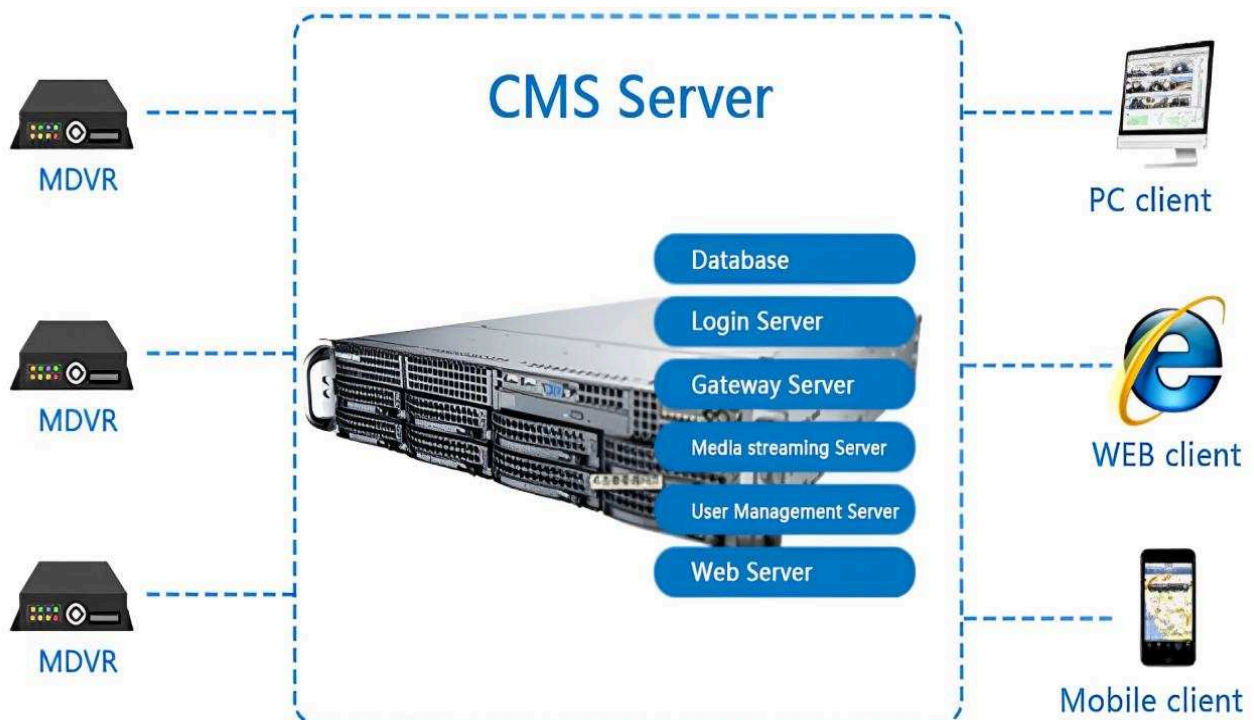 CMS Server
MDVR
MDVR
MDVR
Database
Login Server
Gateway Server
Media streaming Server
User Management Server
Web Server
PC client
WEB client
Mobile client